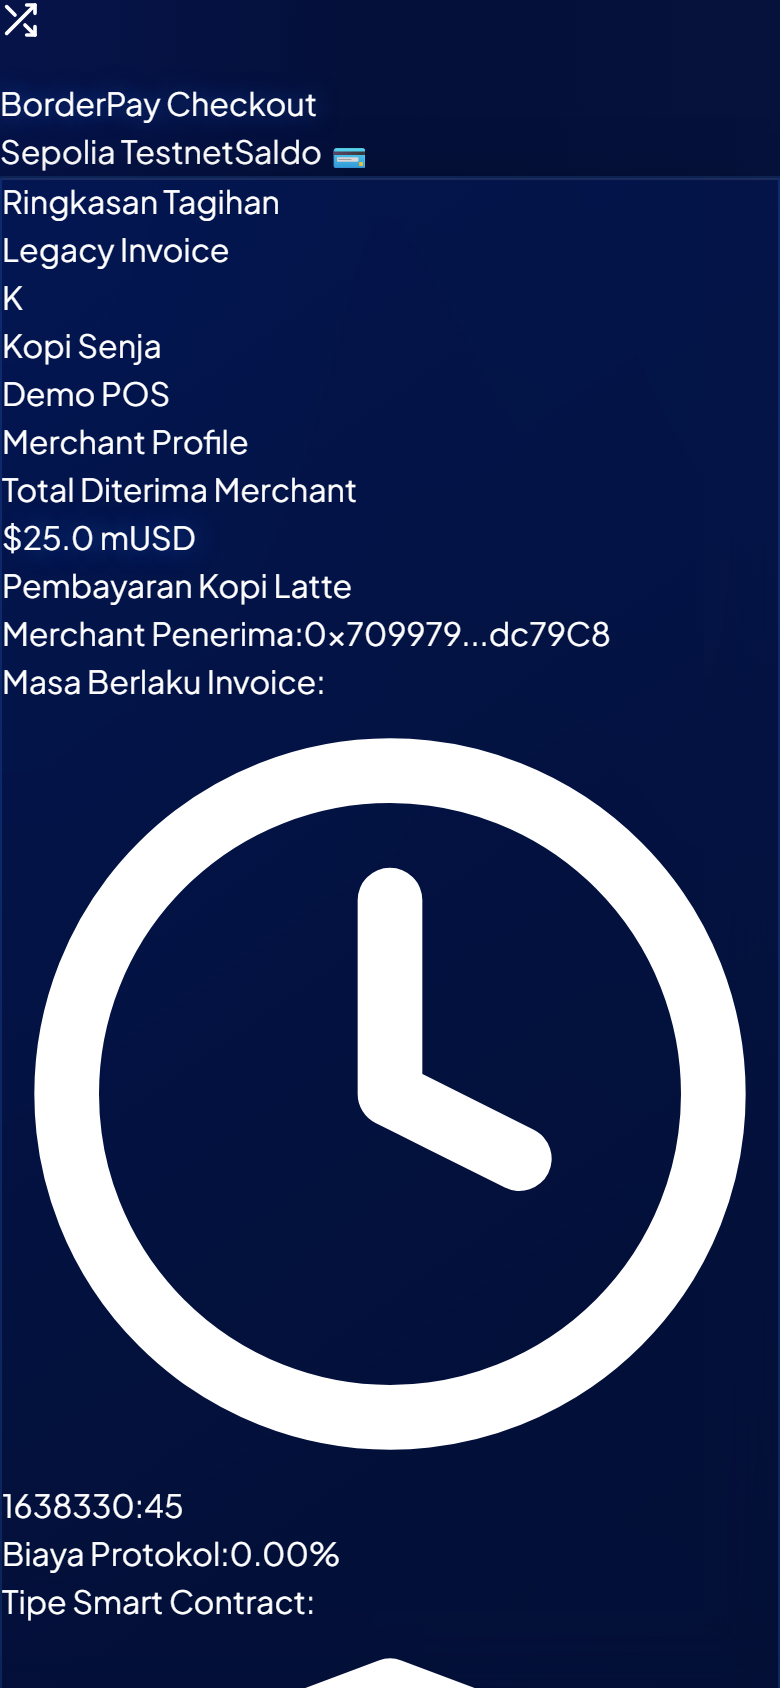 BorderPay Checkout
Sepolia TestnetSaldo
Ringkasan Tagihan
Legacy Invoice
K
Kopi Senja
Demo POS
Merchant Profile
Total Diterima Merchant
$25.0 mUSD
Pembayaran Kopi Latte
Merchant Penerima:0x709979...dc79C8
Masa Berlaku Invoice:
1638330:45
Biaya Protokol:0.00%
Tipe Smart Contract: